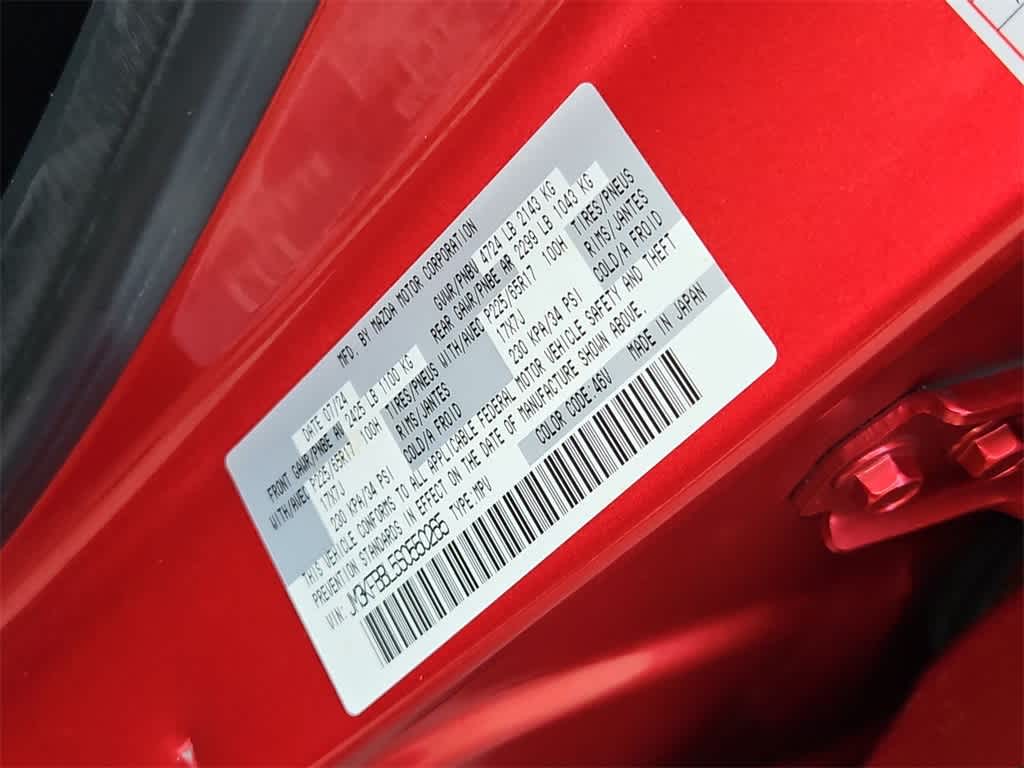 MFD. BY MAZDA MOTOR CORPORATION
DATE 07/24 GVWR/PNBV 4724 LB 2143 KG
FRONT GAWR/PNBE AV 2425 LB 1100 KG REAR GAWR/PNBE AR 2299 LB 1043 KG
WITH/AVEC P225/65R17 100H TIRES/PNEUS WITH/AVEC P225/65R17 100H TIRES/PNEUS
17X7J RIMS/JANTES 17X7J RIMS/JANTES
230 KPA/34 PSI COLD/A FROID 230 KPA/34 PSI COLD/A FROID
THIS VEHICLE CONFORMS TO ALL APPLICABLE FEDERAL MOTOR VEHICLE SAFETY AND THEFT
PREVENTION STANDARDS IN EFFECT ON THE DATE OF MANUFACTURE SHOWN ABOVE.
VIN: JM3KFBBL5S0550265 TYPE:MPV COLOR CODE:46V MADE IN JAPAN